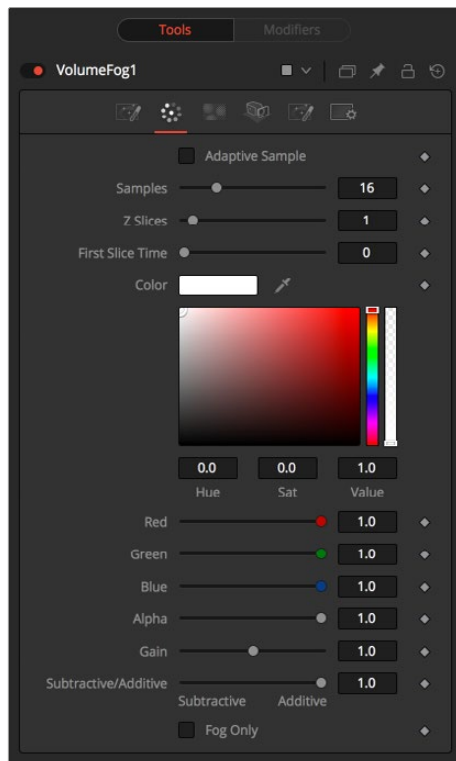 Tools Modifiers
VolumeFog1
Adaptive Sample
Samples 16
Z Slices 1
First Slice Time 0
Color
0.0 0.0 1.0
Hue Sat Value
Red 1.0
Green 1.0
Blue 1.0
Alpha 1.0
Gain 1.0
Subtractive/Additive 1.0
Subtractive Additive
Fog Only